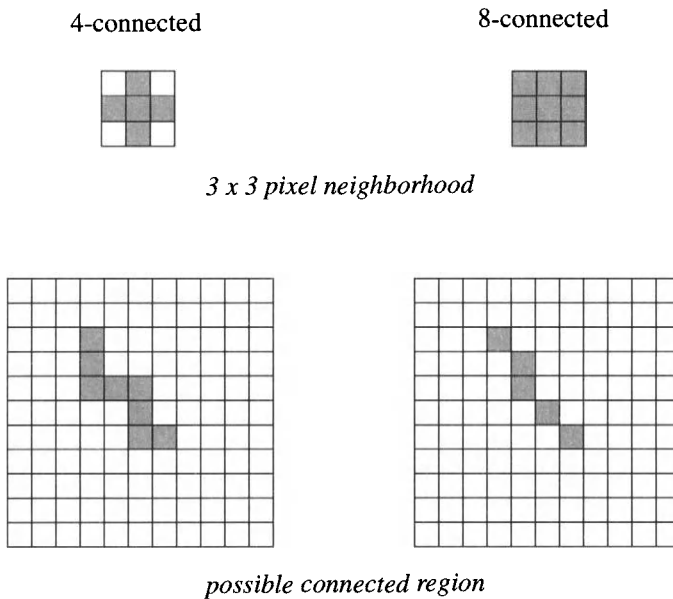 4-connected
8-connected
3 x 3 pixel neighborhood
possible connected region